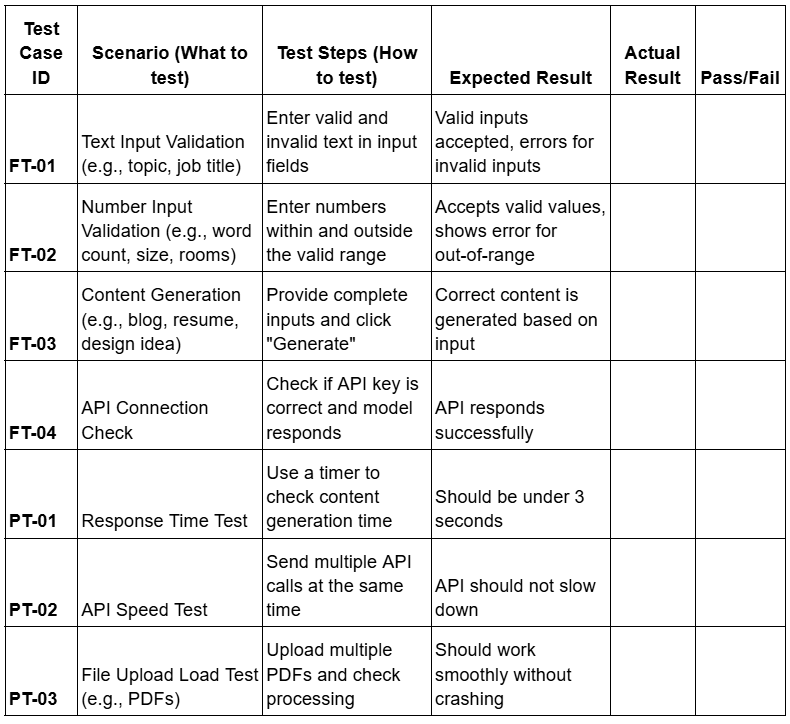 Test Case ID | Scenario (What to test) | Test Steps (How to test) | Expected Result | Actual Result | Pass/Fail
FT-01 | Text Input Validation (e.g., topic, job title) | Enter valid and invalid text in input fields | Valid inputs accepted, errors for invalid inputs | |
FT-02 | Number Input Validation (e.g., word count, size, rooms) | Enter numbers within and outside the valid range | Accepts valid values, shows error for out-of-range | |
FT-03 | Content Generation (e.g., blog, resume, design idea) | Provide complete inputs and click "Generate" | Correct content is generated based on input | |
FT-04 | API Connection Check | Check if API key is correct and model responds | API responds successfully | |
PT-01 | Response Time Test | Use a timer to check content generation time | Should be under 3 seconds | |
PT-02 | API Speed Test | Send multiple API calls at the same time | API should not slow down | |
PT-03 | File Upload Load Test (e.g., PDFs) | Upload multiple PDFs and check processing | Should work smoothly without crashing | |